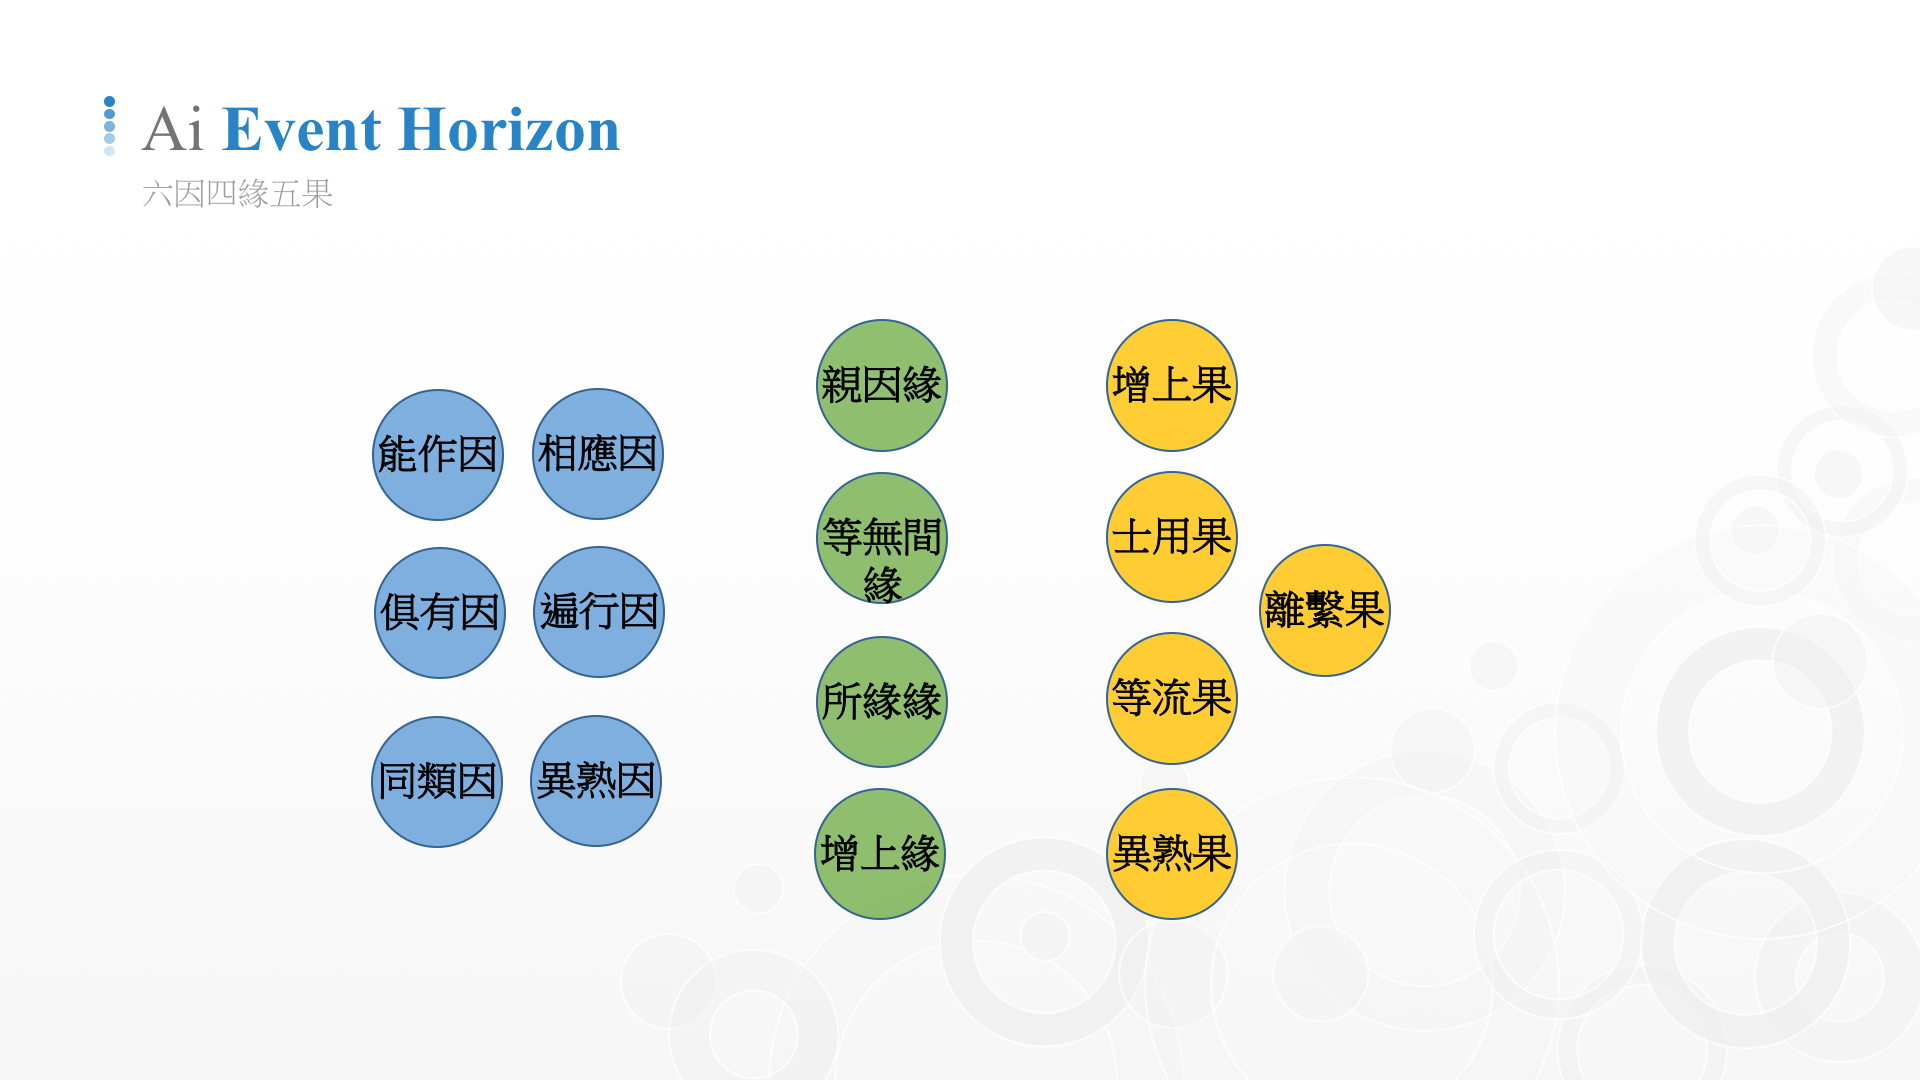 Ai Event Horizon
六因四緣五果
能作因
相應因
俱有因
遍行因
同類因
異熟因
親因緣
等無間
緣
所緣緣
增上緣
增上果
士用果
等流果
異熟果
離繫果